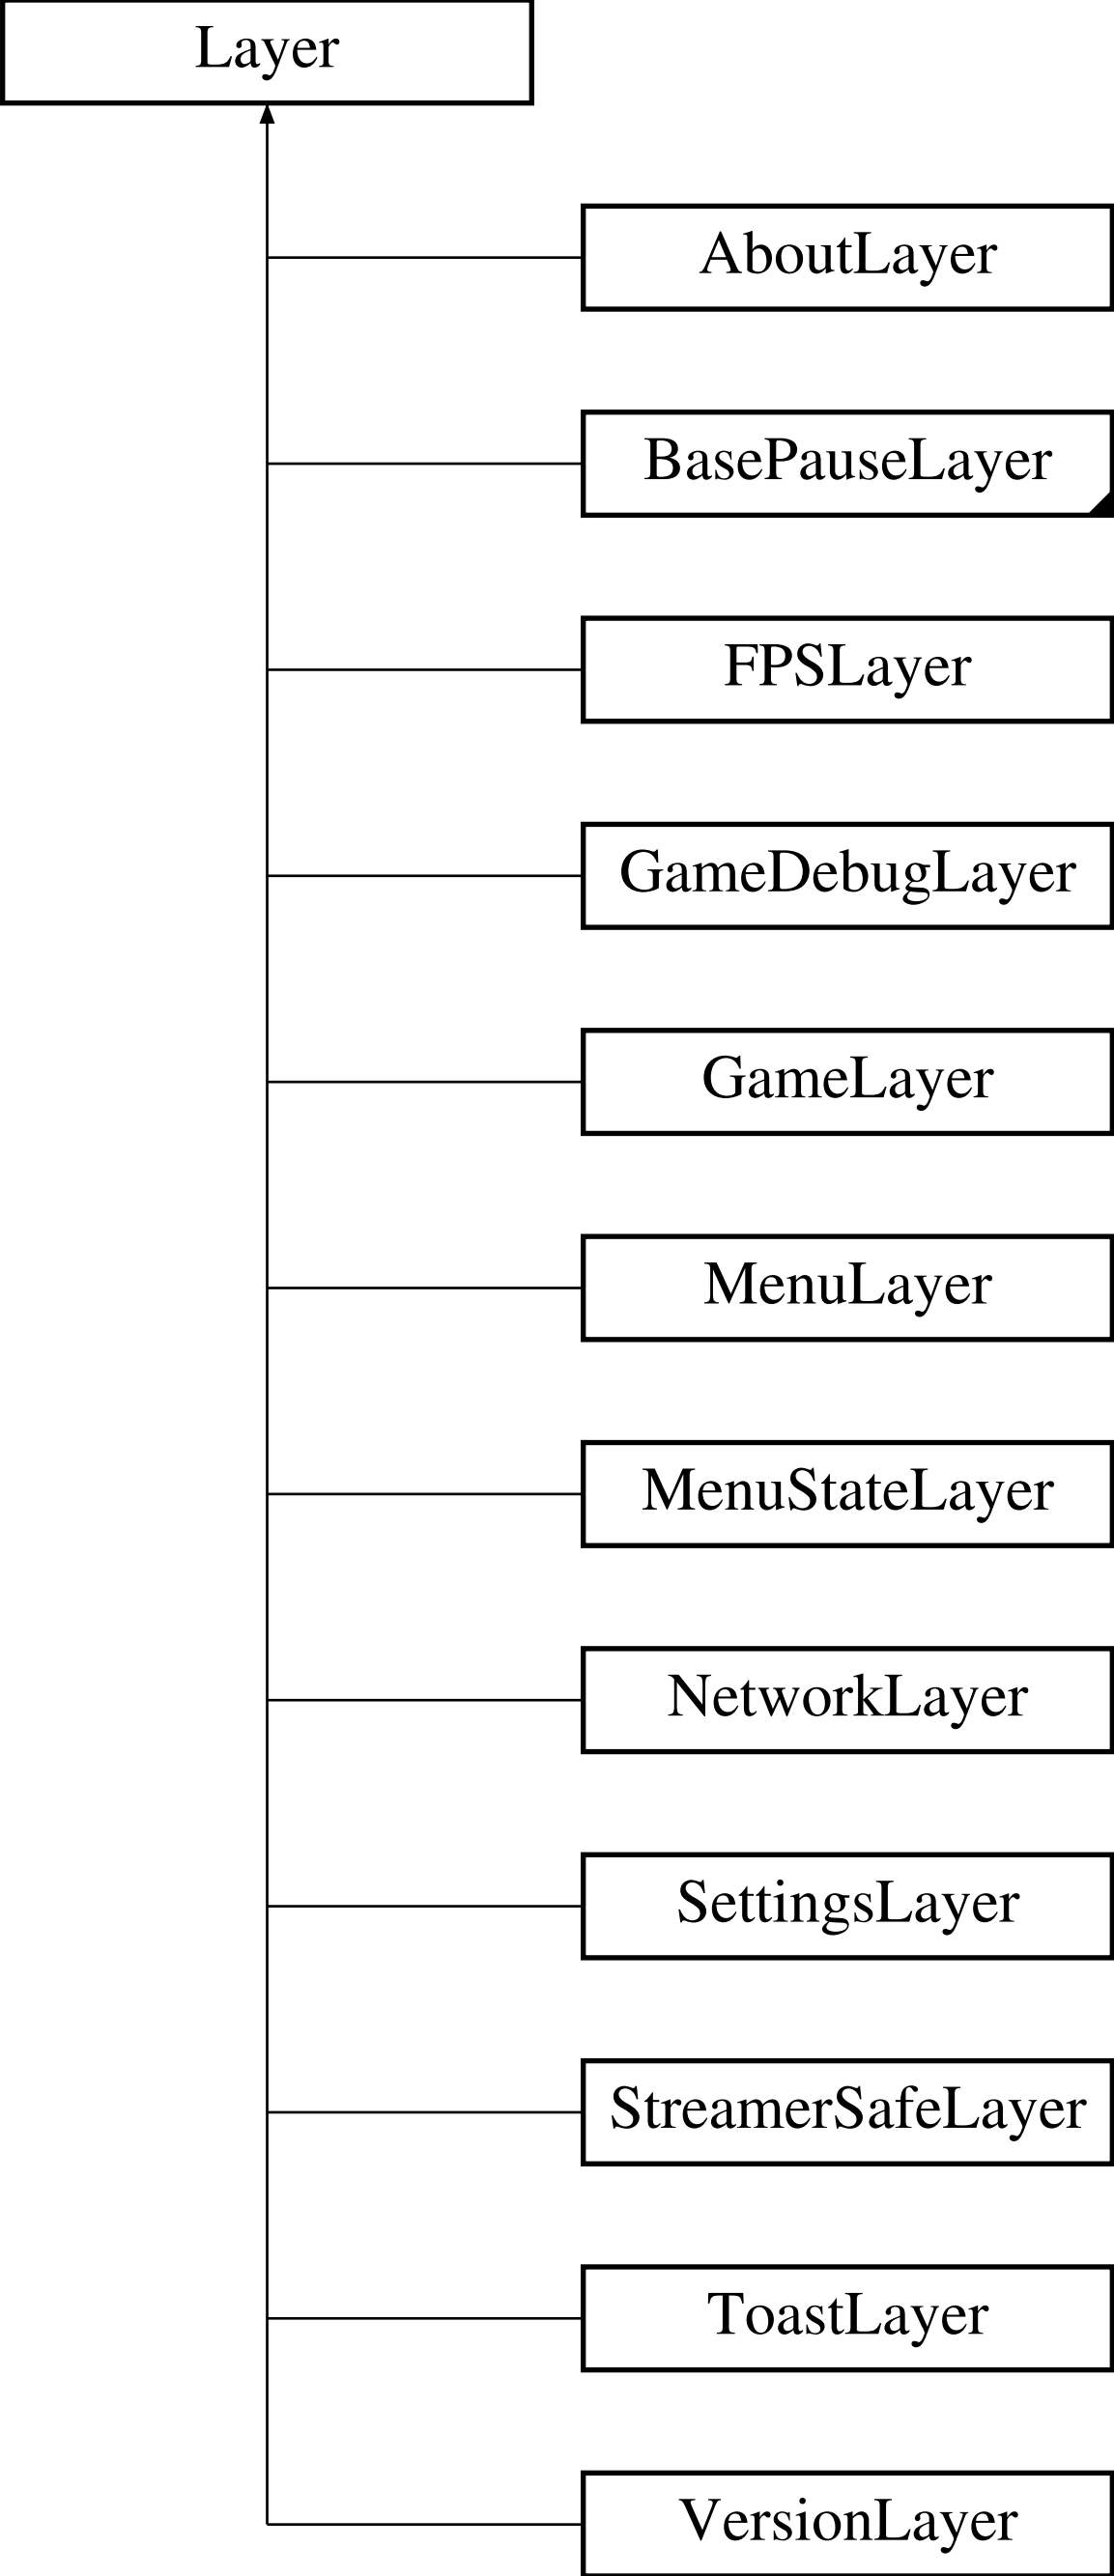 Layer
AboutLayer
BasePauseLayer
FPSLayer
GameDebugLayer
GameLayer
MenuLayer
MenuStateLayer
NetworkLayer
SettingsLayer
StreamerSafeLayer
ToastLayer
VersionLayer